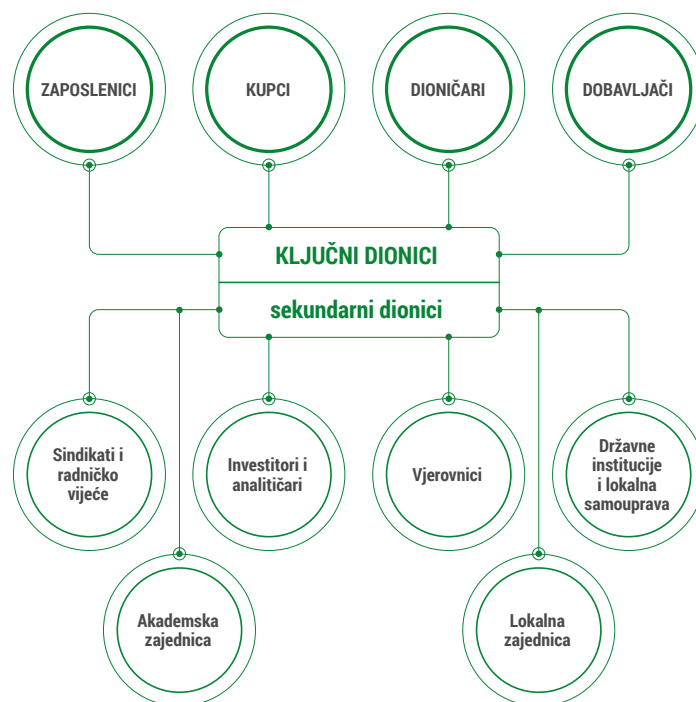 ZAPOSLENICI
KUPCI
DIONIČARI
DOBAVLJAČI
KLJUČNI DIONICI
sekundarni dionici
Sindikati i
radničko
vijeće
Investitori i
analitičari
Vjerovnici
Državne
institucije
i lokalna
samouprava
Akademska
zajednica
Lokalna
zajednica